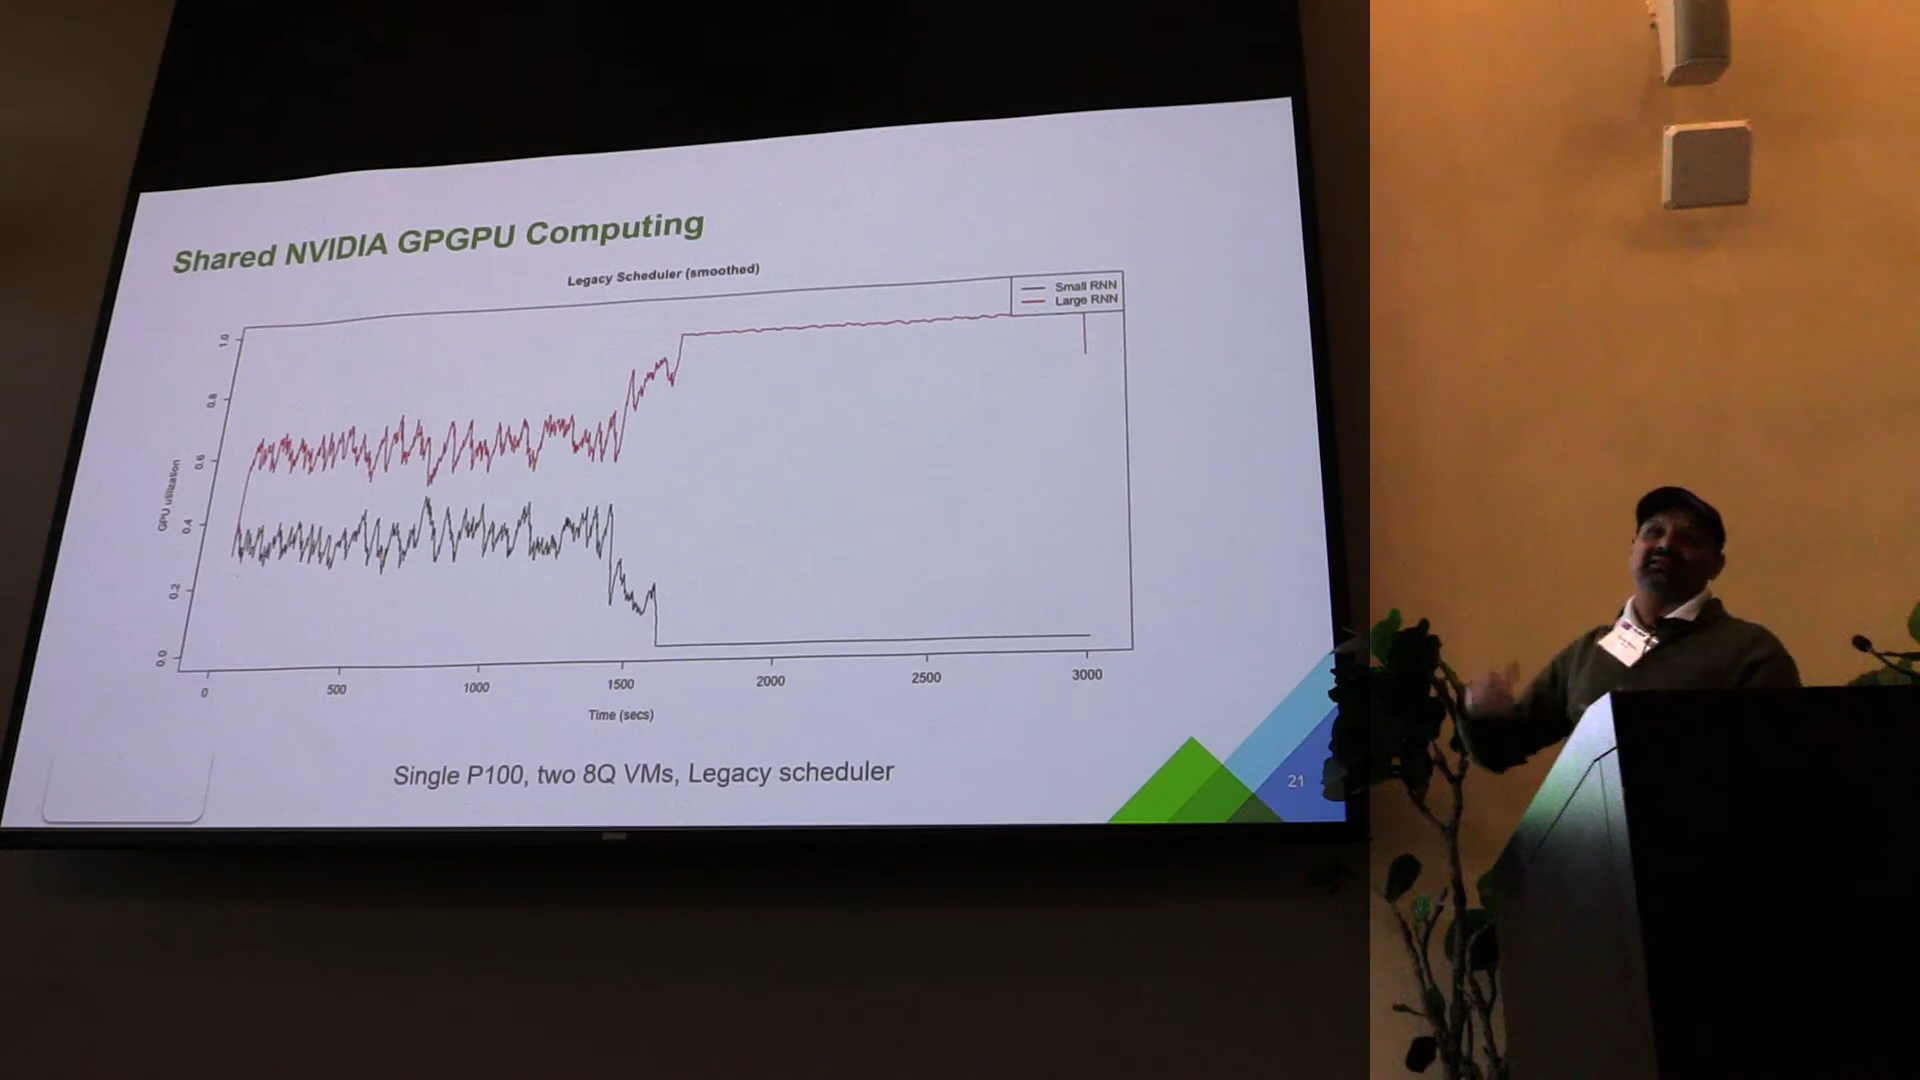 Shared NVIDIA GPGPU Computing
Legacy Scheduler (smoothed)
Small RNN
Large RNN
GPU utilization
1.0
0.8
0.6
0.4
0.2
0.0
0
500
1000
1500
2000
2500
3000
Time (secs)
Single P100, two 8Q VMs, Legacy scheduler
21